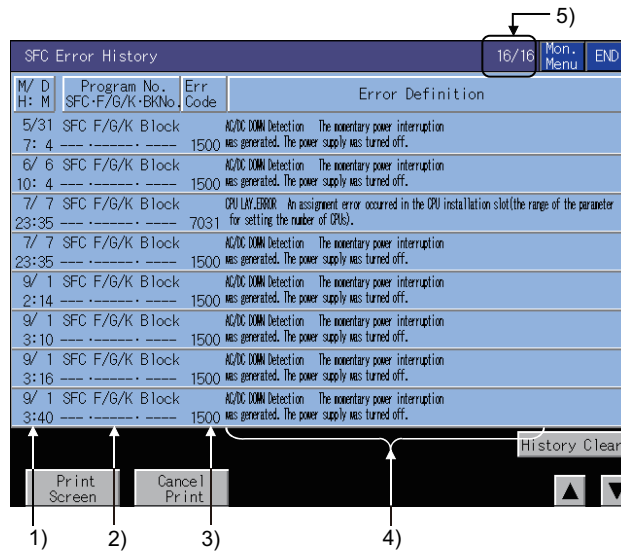 5)
SFC Error History 16/16 Mon. Menu END
M/ D Program No. Err Error Definition
H: M SFC·F/G/K·BKNo. Code
5/31 SFC F/G/K Block AC/DC DOWN Detection The momentary power interruption
7: 4 --- ·------· ---- 1500 was generated. The power supply was turned off.
6/ 6 SFC F/G/K Block AC/DC DOWN Detection The momentary power interruption
10: 4 --- ·------· ---- 1500 was generated. The power supply was turned off.
7/ 7 SFC F/G/K Block CPU LAY.ERROR An assignment error occurred in the CPU installation slot(the range of the parameter
23:35 --- ·------· ---- 7031 for setting the number of CPUs).
7/ 7 SFC F/G/K Block AC/DC DOWN Detection The momentary power interruption
23:35 --- ·------· ---- 1500 was generated. The power supply was turned off.
9/ 1 SFC F/G/K Block AC/DC DOWN Detection The momentary power interruption
2:14 --- ·------· ---- 1500 was generated. The power supply was turned off.
9/ 1 SFC F/G/K Block AC/DC DOWN Detection The momentary power interruption
3:10 --- ·------· ---- 1500 was generated. The power supply was turned off.
9/ 1 SFC F/G/K Block AC/DC DOWN Detection The momentary power interruption
3:16 --- ·------· ---- 1500 was generated. The power supply was turned off.
9/ 1 SFC F/G/K Block AC/DC DOWN Detection The momentary power interruption
3:40 --- ·------· ---- 1500 was generated. The power supply was turned off.
History Clear
Print Screen Cancel Print ▲ ▼
1) 2) 3) 4)